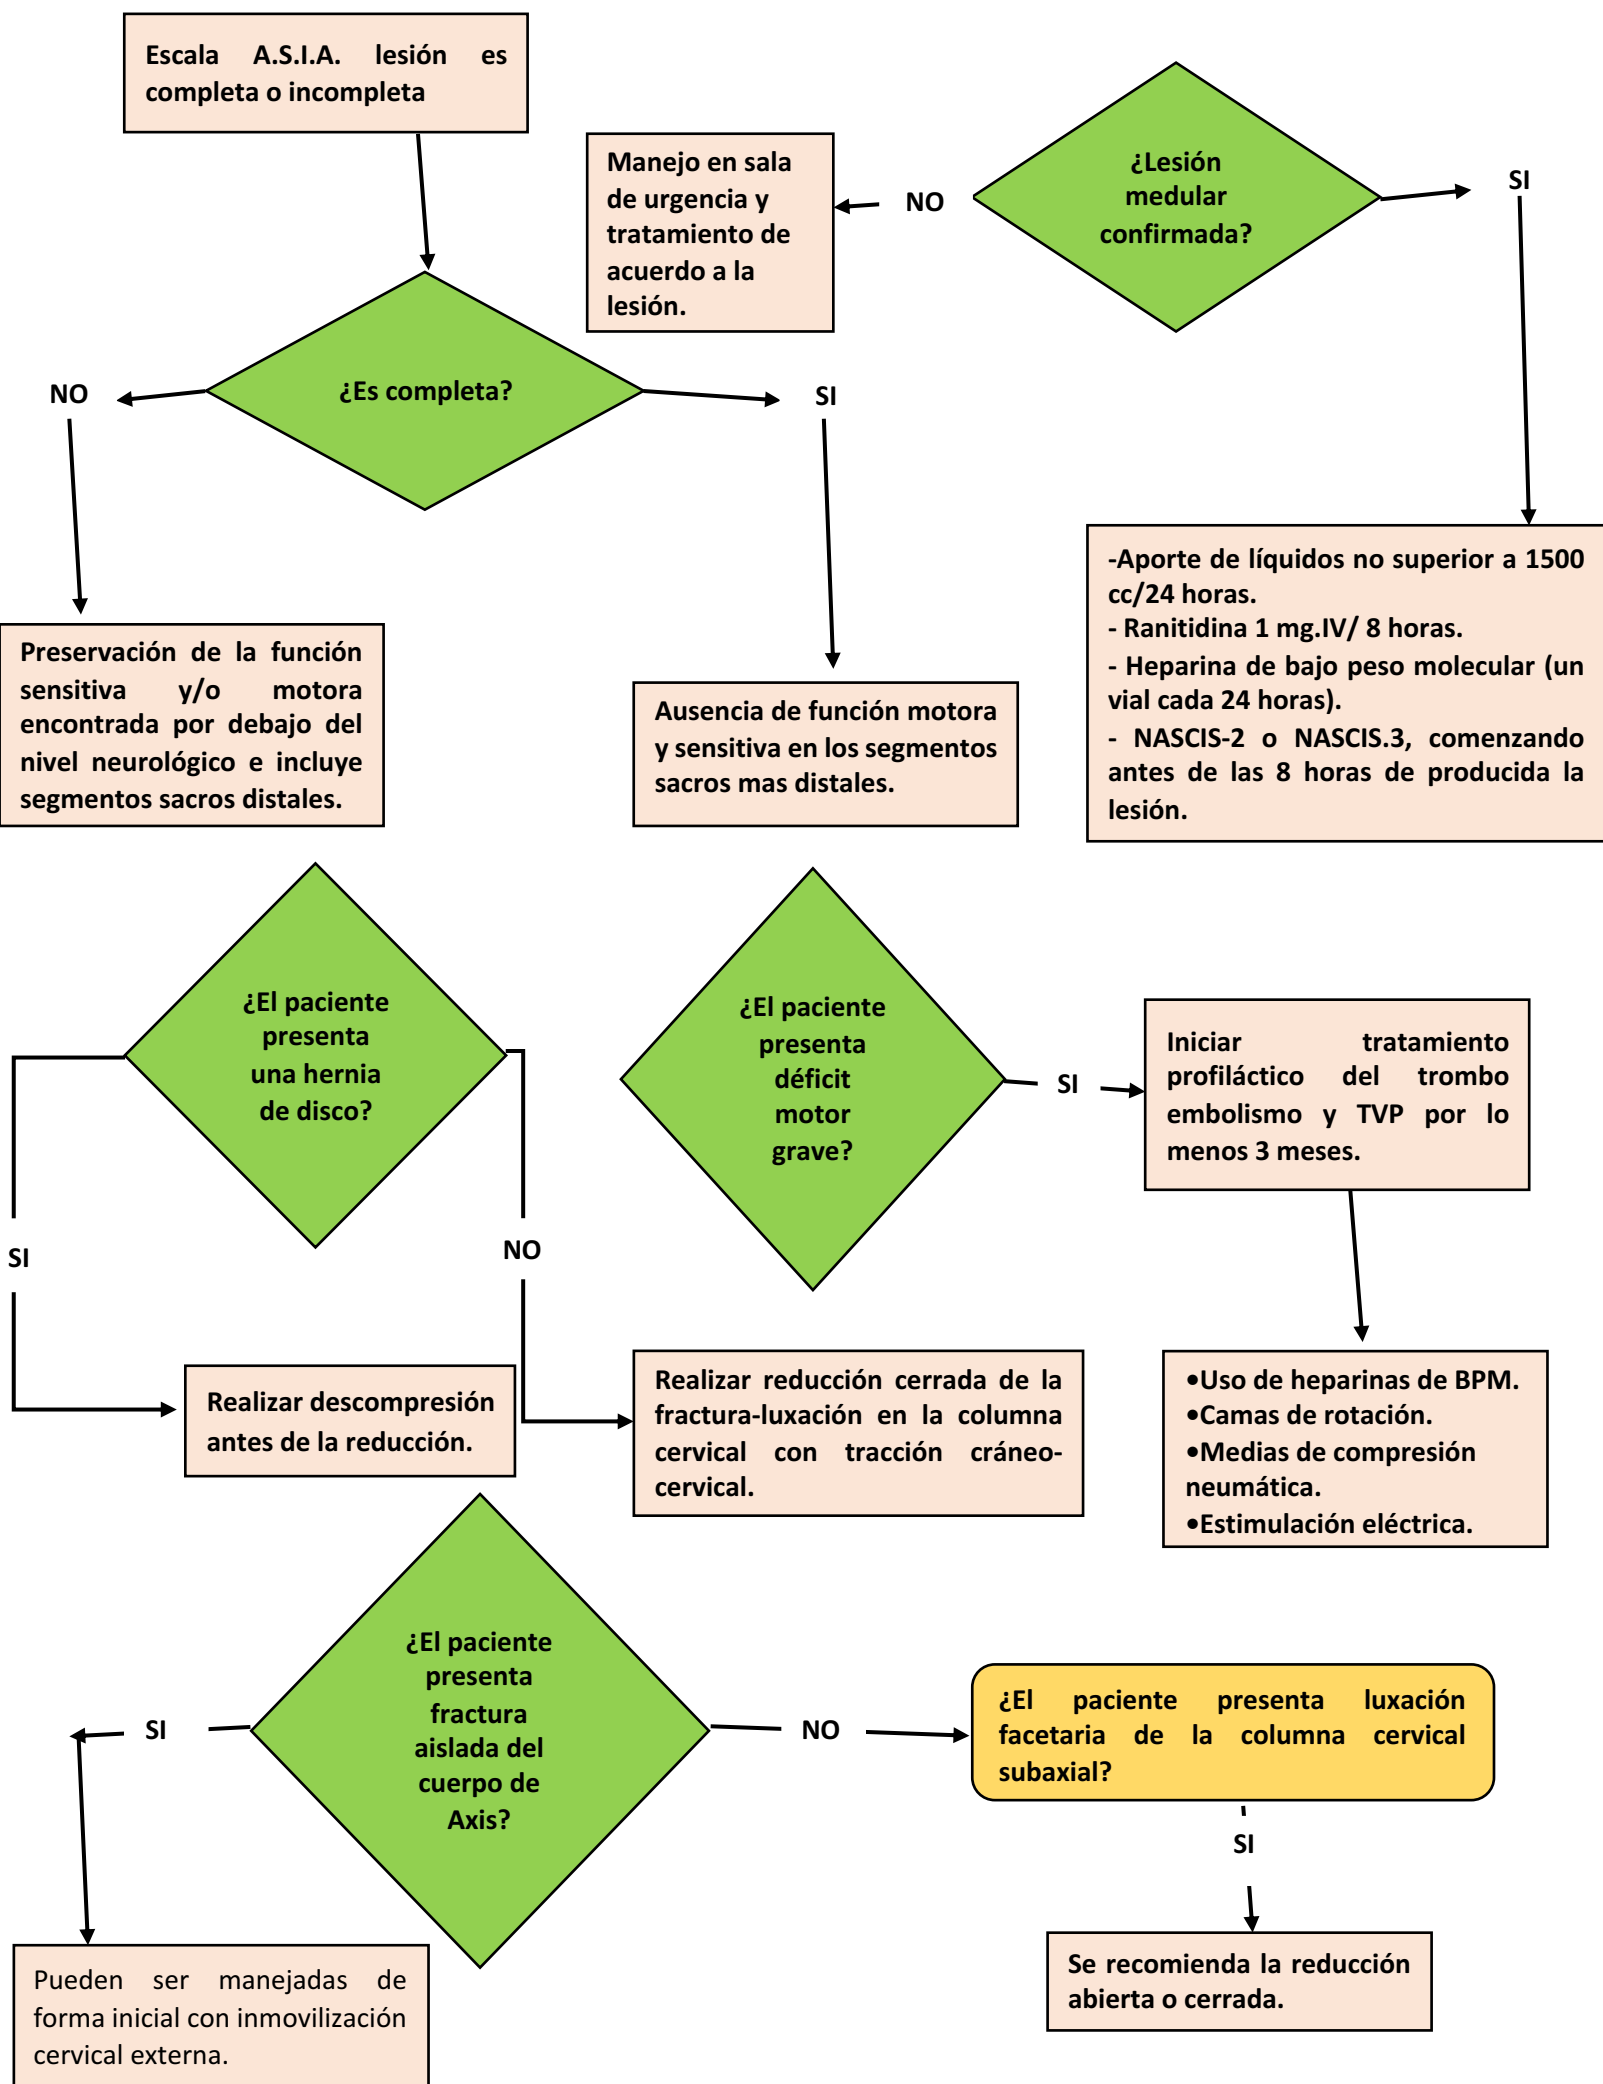 Escala A.S.I.A. lesión es
completa o incompleta
¿Es completa?
NO
SI
Preservación de la función
sensitiva y/o motora
encontrada por debajo del
nivel neurológico e incluye
segmentos sacros distales.
Ausencia de función motora
y sensitiva en los segmentos
sacros mas distales.
¿Lesión
medular
confirmada?
NO
Manejo en sala
de urgencia y
tratamiento de
acuerdo a la
lesión.
SI
-Aporte de líquidos no superior a 1500
cc/24 horas.
- Ranitidina 1 mg.IV/ 8 horas.
- Heparina de bajo peso molecular (un
vial cada 24 horas).
- NASCIS-2 o NASCIS.3, comenzando
antes de las 8 horas de producida la
lesión.
¿El paciente
presenta
una hernia
de disco?
SI
NO
Realizar descompresión
antes de la reducción.
Realizar reducción cerrada de la
fractura-luxación en la columna
cervical con tracción cráneo-
cervical.
¿El paciente
presenta
déficit
motor
grave?
SI
Iniciar tratamiento
profiláctico del trombo
embolismo y TVP por lo
menos 3 meses.
•Uso de heparinas de BPM.
•Camas de rotación.
•Medias de compresión
neumática.
•Estimulación eléctrica.
¿El paciente
presenta
fractura
aislada del
cuerpo de
Axis?
SI
NO
Pueden ser manejadas de
forma inicial con inmovilización
cervical externa.
¿El paciente presenta luxación
facetaria de la columna cervical
subaxial?
SI
Se recomienda la reducción
abierta o cerrada.